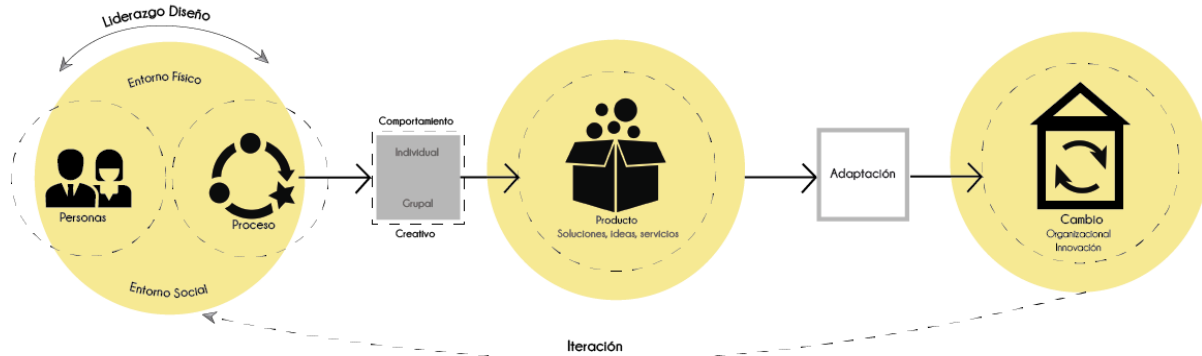 Liderazgo Diseño
Entorno Físico
Personas
Proceso
Entorno Social
Comportamiento
Individual
Grupal
Creativo
Producto
Soluciones, ideas, servicios
Adaptación
Cambio
Organizacional
Innovación
Iteración